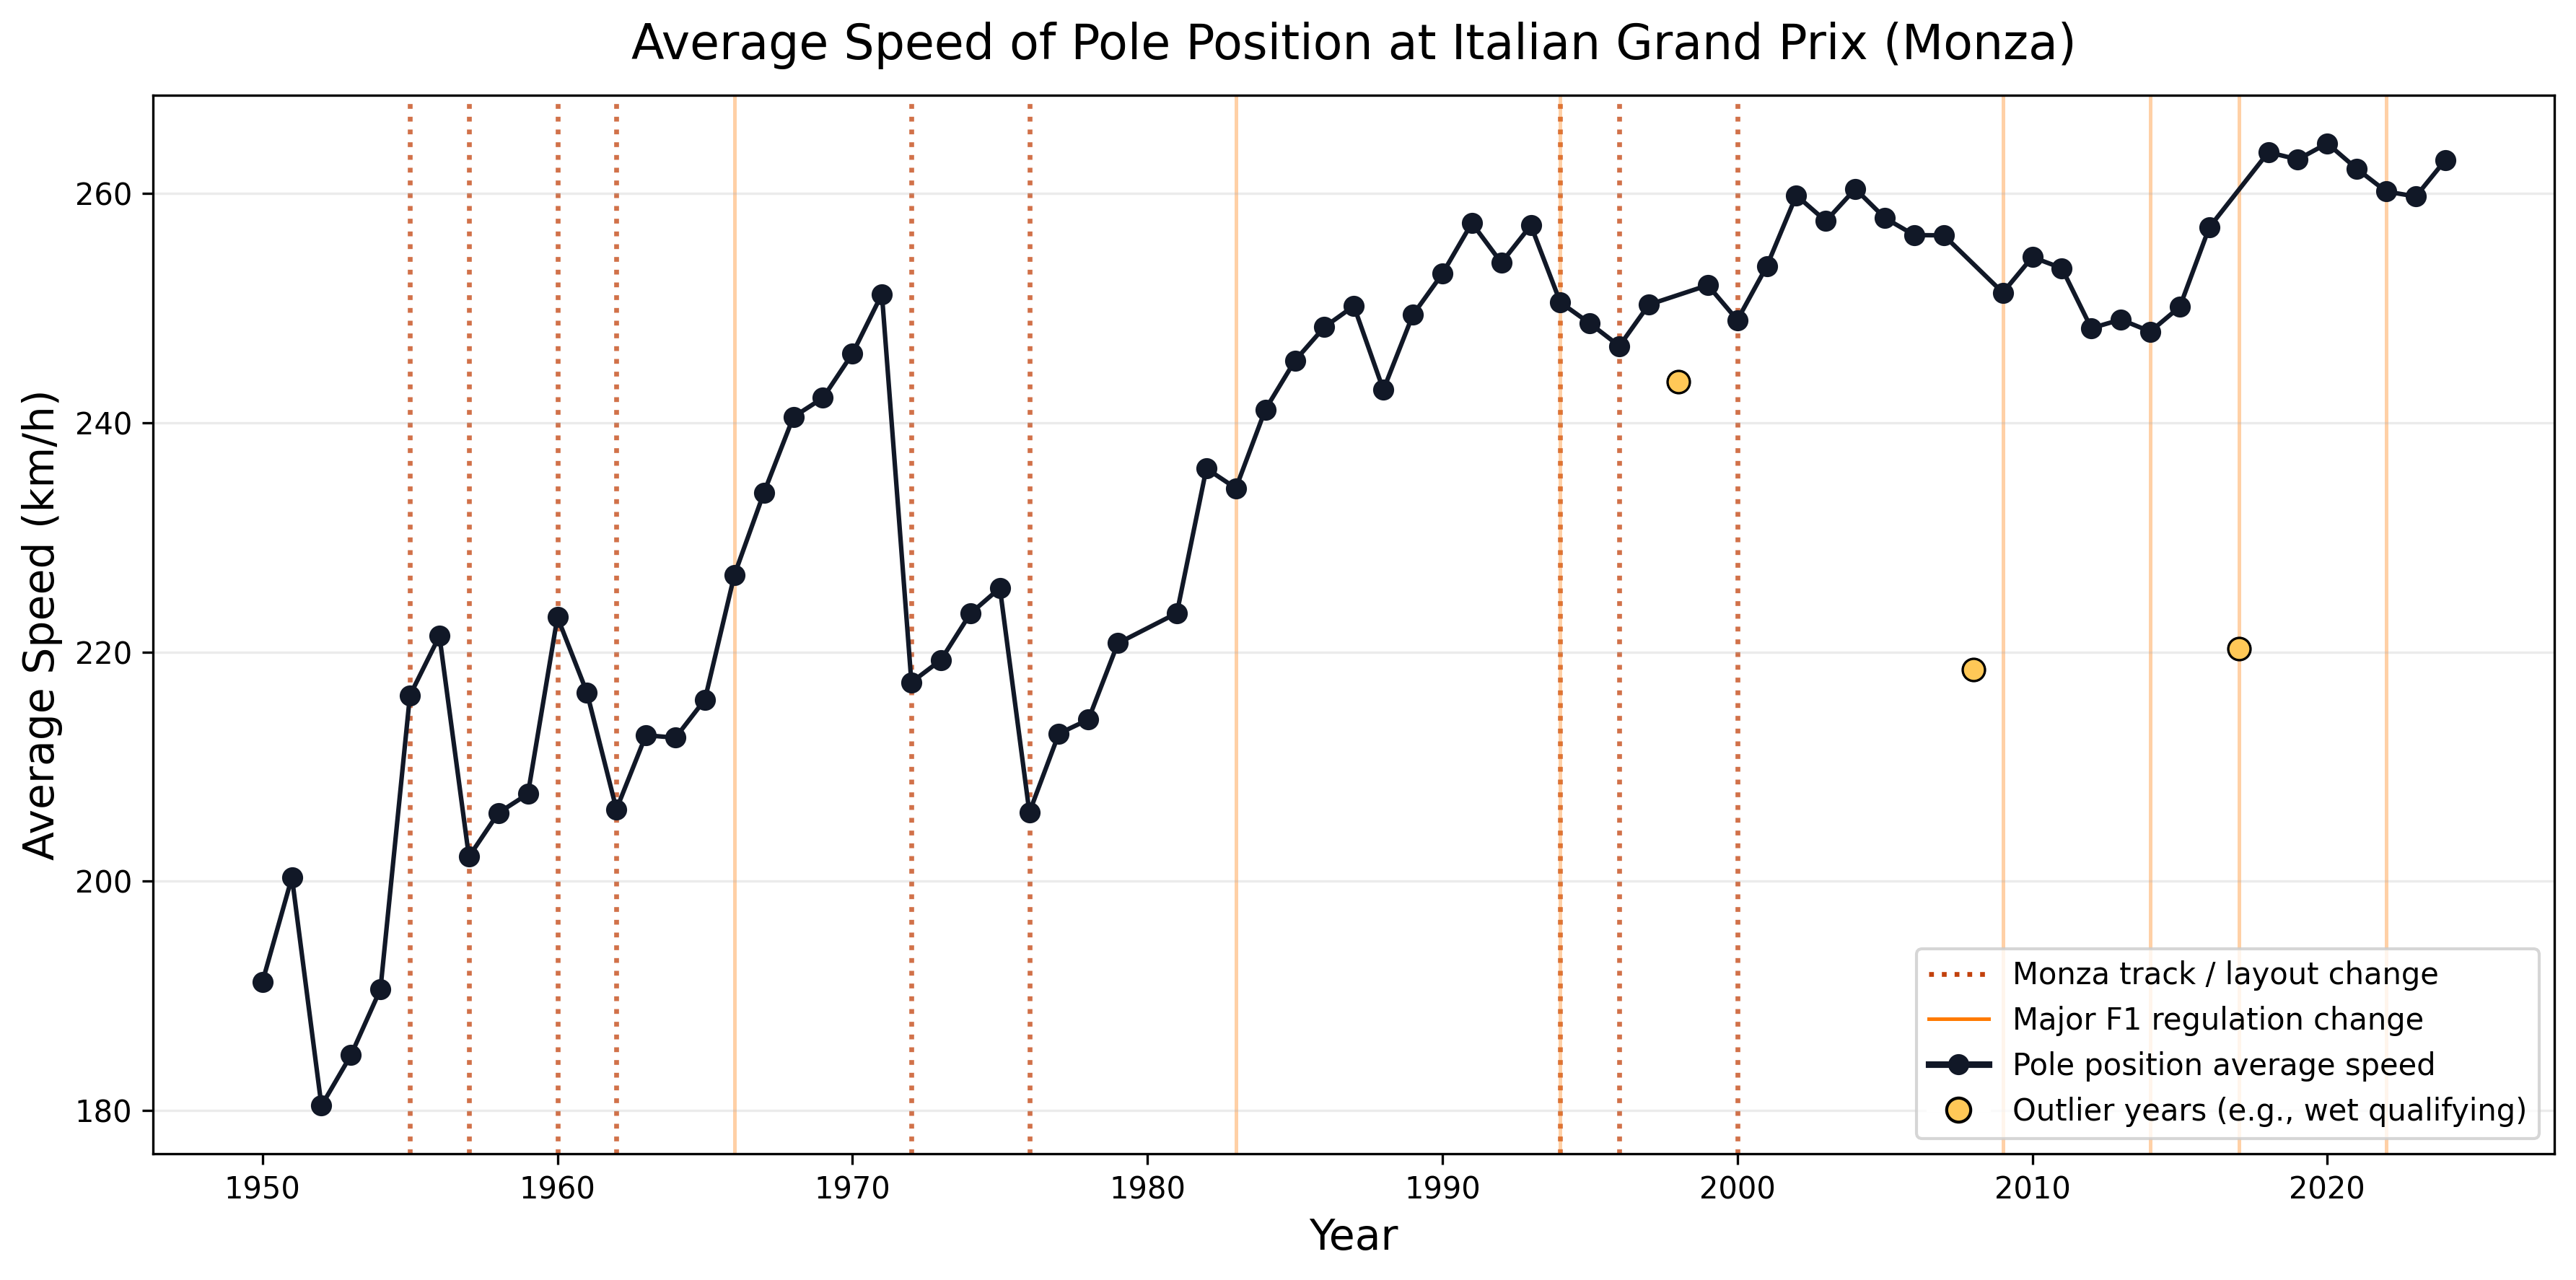 Average Speed of Pole Position at Italian Grand Prix (Monza)
Average Speed (km/h)
260
240
220
200
180
Monza track / layout change
Major F1 regulation change
Pole position average speed
Outlier years (e.g., wet qualifying)
1950 1960 1970 1980 1990 2000 2010 2020
Year